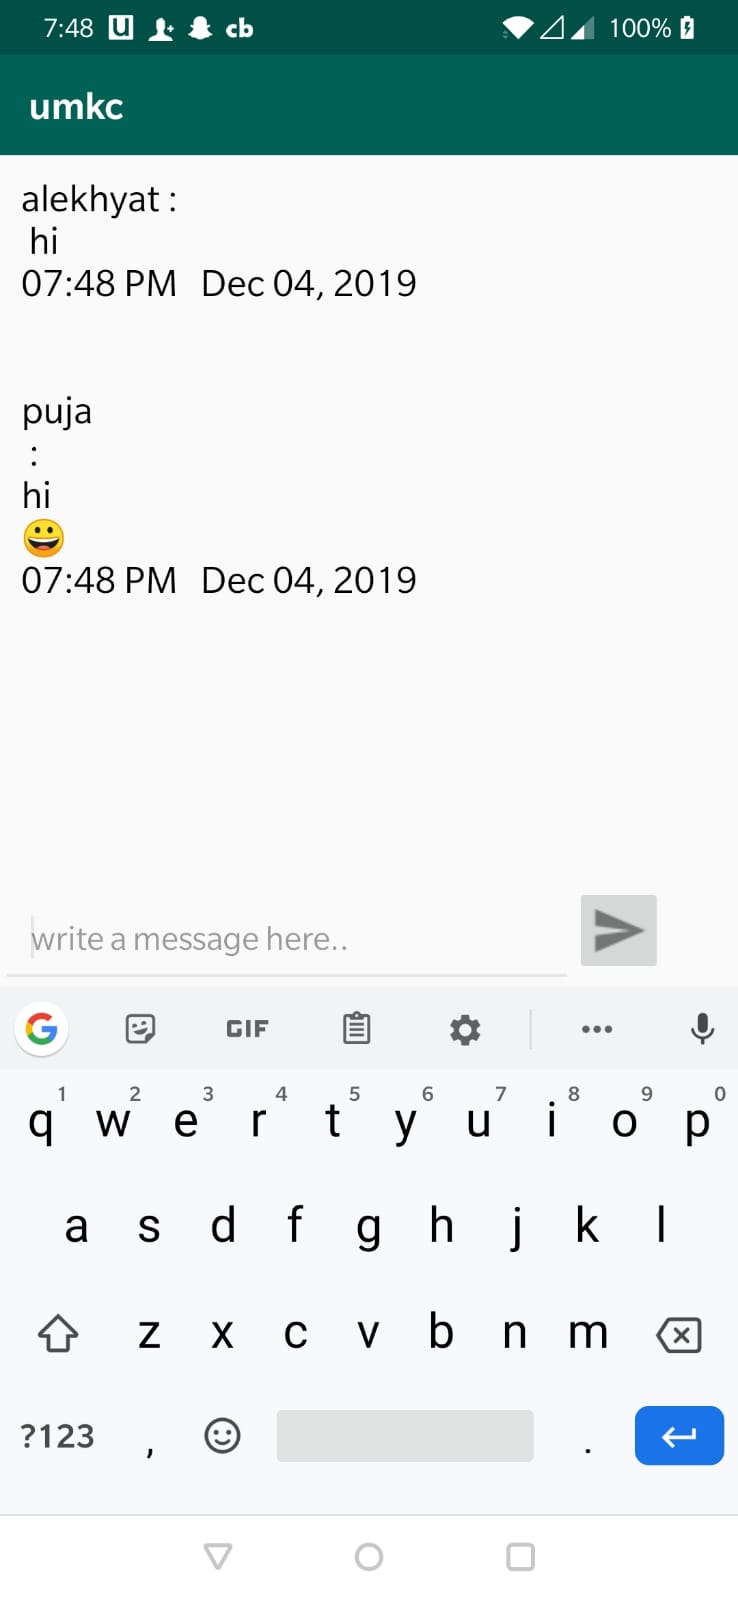 7:48 U cb 100%
umkc
alekhyat :
hi
07:48 PM Dec 04, 2019
puja
:
hi
😀
07:48 PM Dec 04, 2019
write a message here..
G GIF
1 2 3 4 5 6 7 8 9 0
q w e r t y u i o p
a s d f g h j k l
z x c v b n m
?123 , .